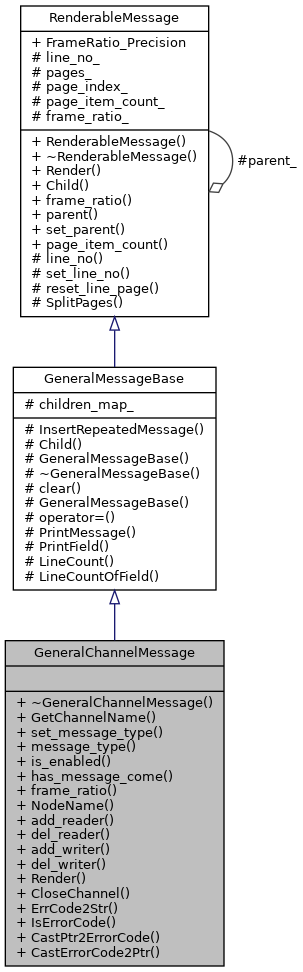 RenderableMessage
+ FrameRatio_Precision
# line_no_
# pages_
# page_index_
# page_item_count_
# frame_ratio_
+ RenderableMessage()
+ ~RenderableMessage()
+ Render()
+ Child()
+ frame_ratio()
+ parent()
+ set_parent()
+ page_item_count()
# line_no()
# set_line_no()
# reset_line_page()
# SplitPages()
#parent_
GeneralMessageBase
# children_map_
# InsertRepeatedMessage()
# Child()
# GeneralMessageBase()
# ~GeneralMessageBase()
# clear()
# GeneralMessageBase()
# operator=()
# PrintMessage()
# PrintField()
# LineCount()
# LineCountOfField()
GeneralChannelMessage
+ ~GeneralChannelMessage()
+ GetChannelName()
+ set_message_type()
+ message_type()
+ is_enabled()
+ has_message_come()
+ frame_ratio()
+ NodeName()
+ add_reader()
+ del_reader()
+ add_writer()
+ del_writer()
+ Render()
+ CloseChannel()
+ ErrCode2Str()
+ IsErrorCode()
+ CastPtr2ErrorCode()
+ CastErrorCode2Ptr()